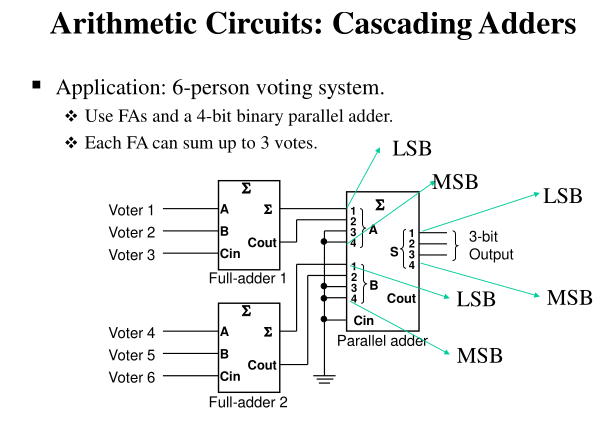 Arithmetic Circuits: Cascading Adders
▪ Application: 6-person voting system.
❖ Use FAs and a 4-bit binary parallel adder.
❖ Each FA can sum up to 3 votes.
LSB
MSB
LSB
Σ
Voter 1 A Σ
Voter 2 B
Voter 3 Cin Cout
Full-adder 1
Σ
1
2
3
4
A
1
2
3
4
B
Cin
S
1
2
3
4
Cout
Parallel adder
3-bit
Output
LSB
MSB
MSB
Σ
Voter 4 A Σ
Voter 5 B
Voter 6 Cin Cout
Full-adder 2